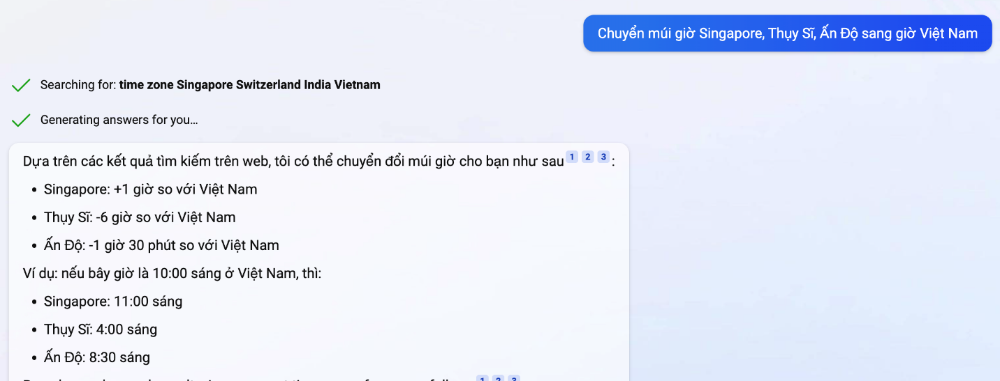 Chuyển múi giờ Singapore, Thụy Sĩ, Ấn Độ sang giờ Việt Nam
Searching for: time zone Singapore Switzerland India Vietnam
Generating answers for you...
Dựa trên các kết quả tìm kiếm trên web, tôi có thể chuyển đổi múi giờ cho bạn như sau 1 2 3 :
• Singapore: +1 giờ so với Việt Nam
• Thụy Sĩ: -6 giờ so với Việt Nam
• Ấn Độ: -1 giờ 30 phút so với Việt Nam
Ví dụ: nếu bây giờ là 10:00 sáng ở Việt Nam, thì:
• Singapore: 11:00 sáng
• Thụy Sĩ: 4:00 sáng
• Ấn Độ: 8:30 sáng
1 2 3